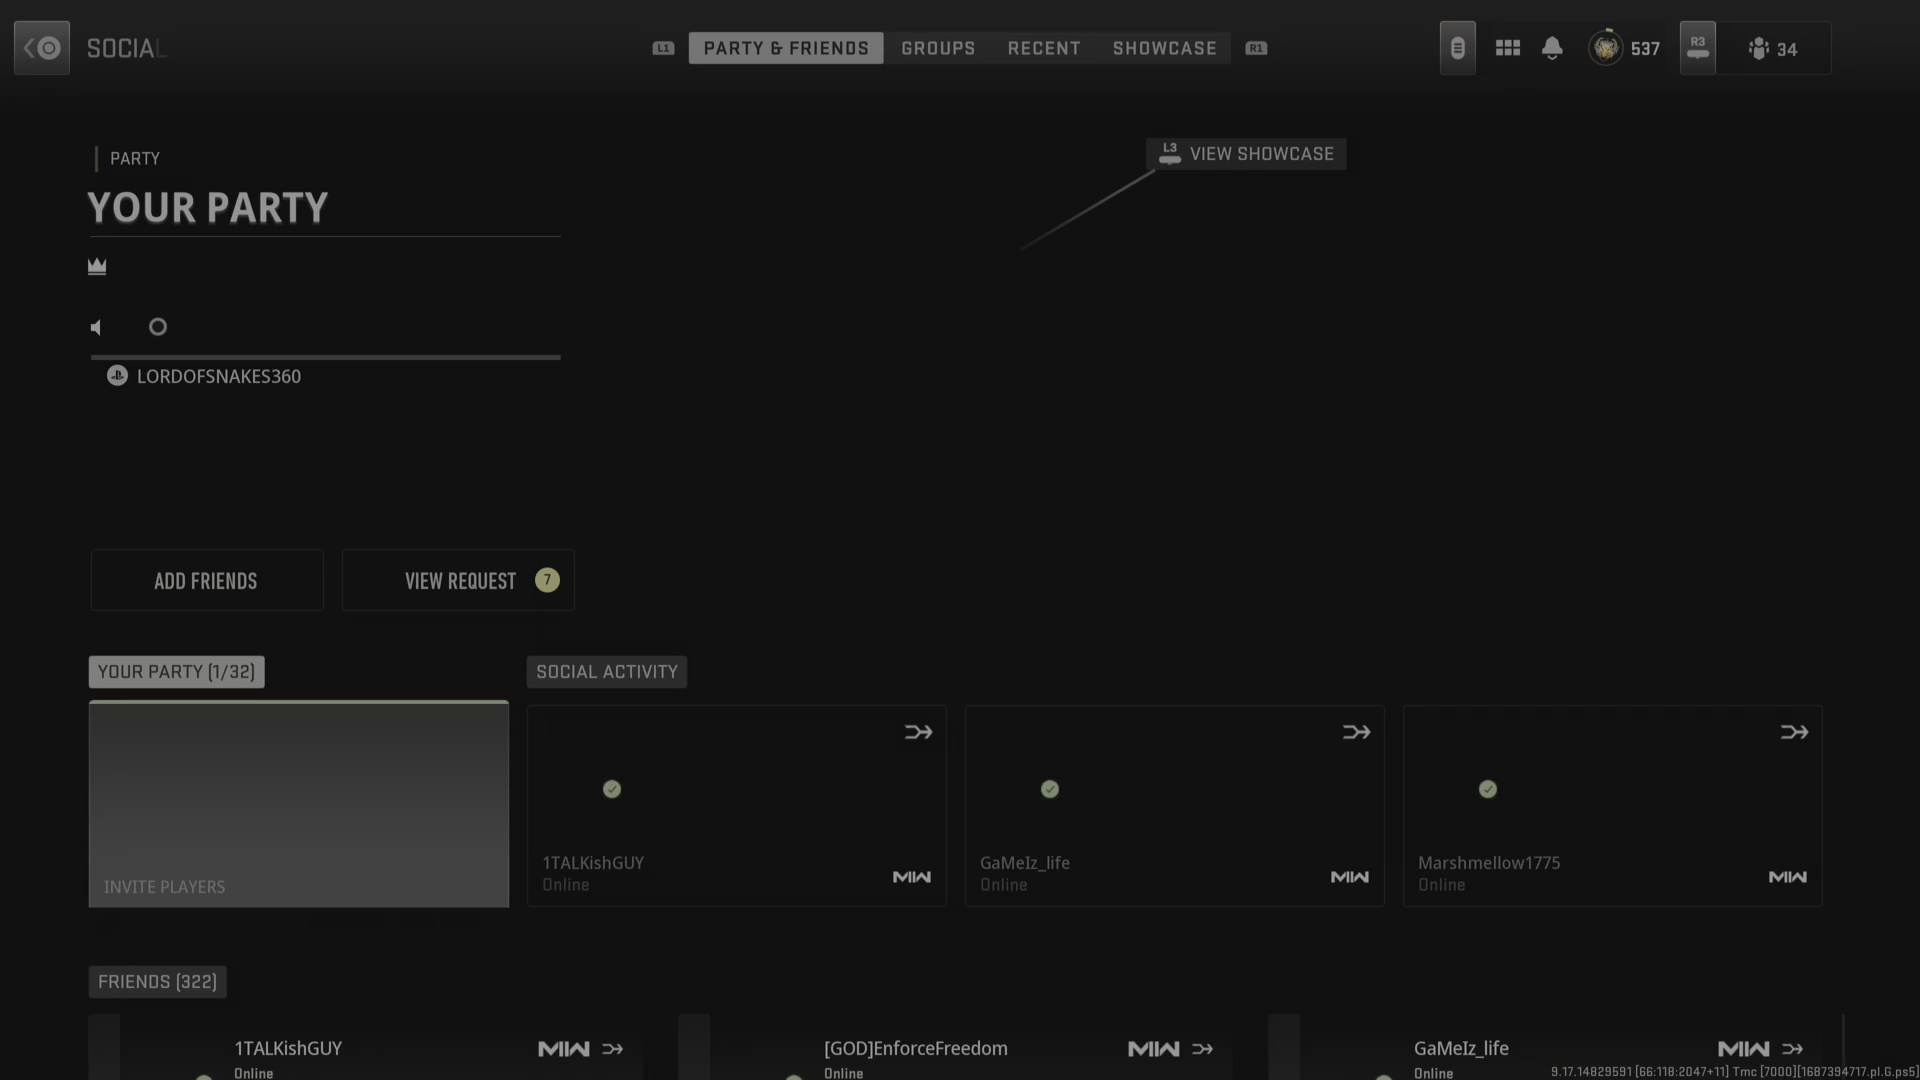 SOCIAL
L1 PARTY & FRIENDS GROUPS RECENT SHOWCASE R1
537 R3 34
PARTY
L3 VIEW SHOWCASE
YOUR PARTY
LORDOFSNAKES360
ADD FRIENDS
VIEW REQUEST 7
YOUR PARTY (1/32)
SOCIAL ACTIVITY
INVITE PLAYERS
1TALKishGUY
Online
MW
GaMeIz_life
Online
MW
Marshmellow1775
Online
MW
FRIENDS (322)
1TALKishGUY MW
Online
[GOD]EnforceFreedom MW
Online
GaMeIz_life MW
Online
9.17.14829591 [66:118:2047+11] Tmc [7000][1687394717.pl.G.ps5]